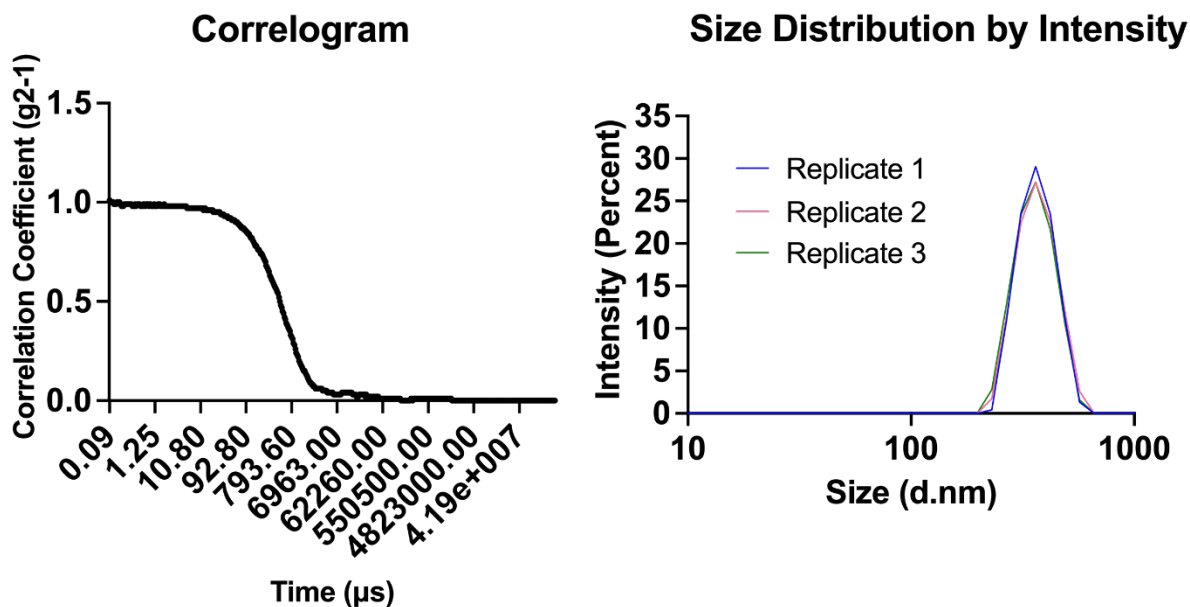 Correlogram
Correlation Coefficient (g2-1)
1.5
1.0
0.5
0.0
0.09
1.25
10.80
92.80
793.60
6963.00
62260.00
550500.00
4823000.00
4.19e+007
Time (µs)
Size Distribution by Intensity
Intensity (Percent)
35
30
25
20
15
10
5
0
Replicate 1
Replicate 2
Replicate 3
10
100
1000
Size (d.nm)